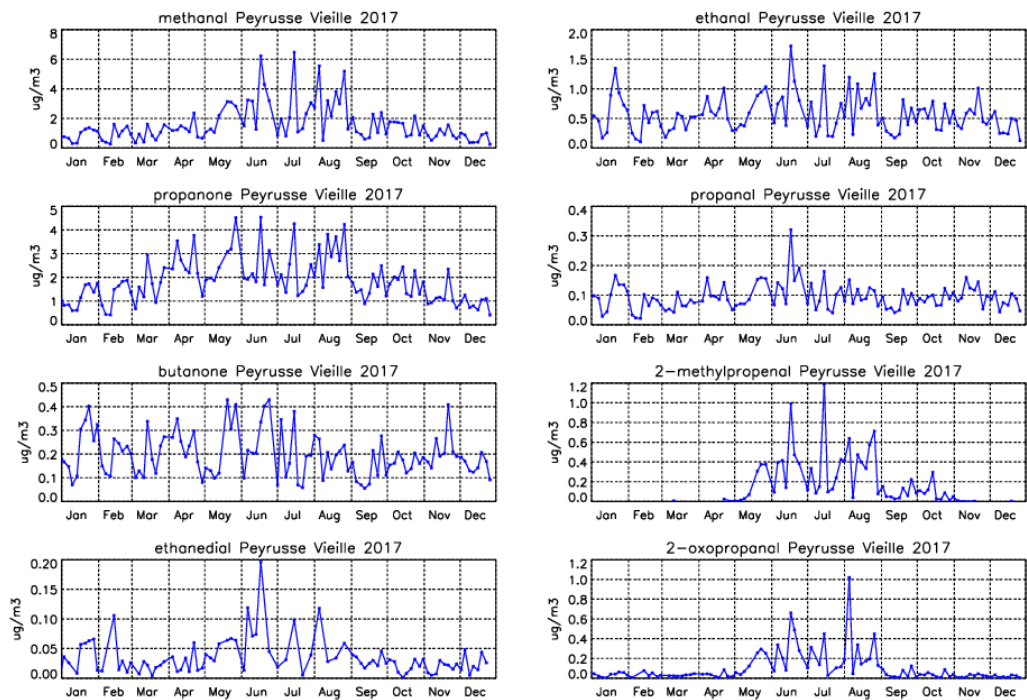 methanal Peyrusse Vieille 2017
8
6
4
2
0
ug/m3
Jan Feb Mar Apr May Jun Jul Aug Sep Oct Nov Dec
ethanal Peyrusse Vieille 2017
2.0
1.5
1.0
0.5
0.0
ug/m3
Jan Feb Mar Apr May Jun Jul Aug Sep Oct Nov Dec
propanone Peyrusse Vieille 2017
5
4
3
2
1
0
ug/m3
Jan Feb Mar Apr May Jun Jul Aug Sep Oct Nov Dec
propanal Peyrusse Vieille 2017
0.4
0.3
0.2
0.1
0.0
ug/m3
Jan Feb Mar Apr May Jun Jul Aug Sep Oct Nov Dec
butanone Peyrusse Vieille 2017
0.5
0.4
0.3
0.2
0.1
0.0
ug/m3
Jan Feb Mar Apr May Jun Jul Aug Sep Oct Nov Dec
2-methylpropenal Peyrusse Vieille 2017
1.2
1.0
0.8
0.6
0.4
0.2
0.0
ug/m3
Jan Feb Mar Apr May Jun Jul Aug Sep Oct Nov Dec
ethanedial Peyrusse Vieille 2017
0.20
0.15
0.10
0.05
0.00
ug/m3
Jan Feb Mar Apr May Jun Jul Aug Sep Oct Nov Dec
2-oxopropanal Peyrusse Vieille 2017
1.2
1.0
0.8
0.6
0.4
0.2
0.0
ug/m3
Jan Feb Mar Apr May Jun Jul Aug Sep Oct Nov Dec